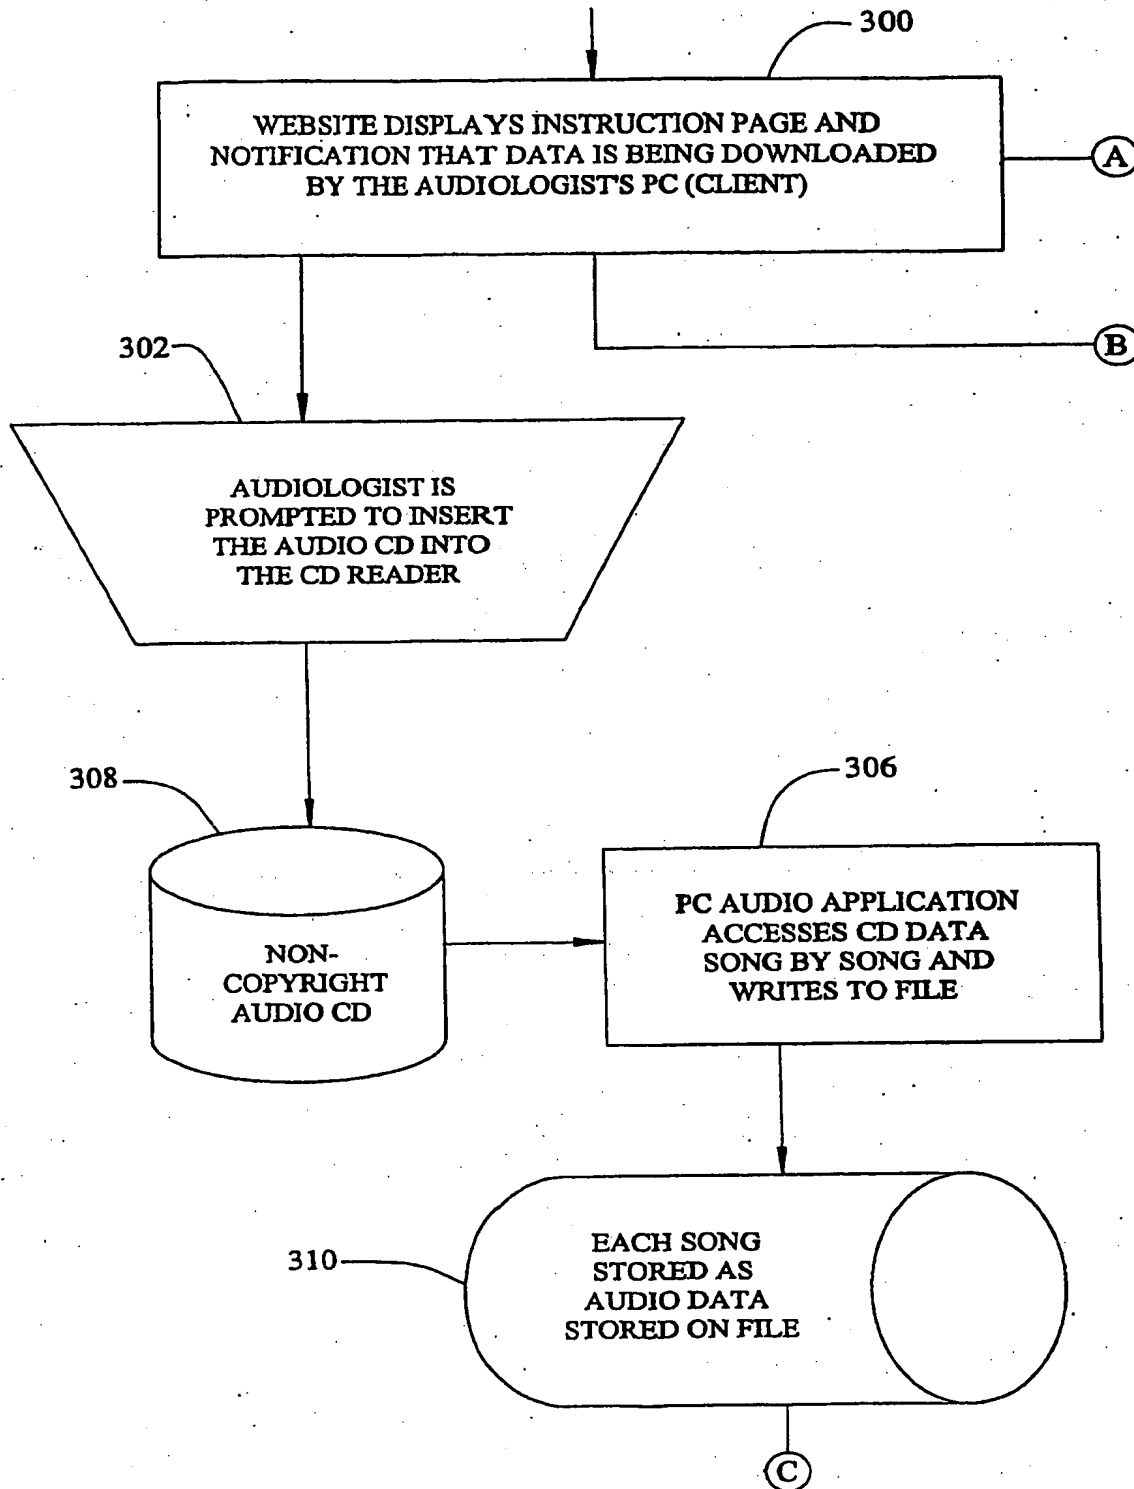 300
WEBSITE DISPLAYS INSTRUCTION PAGE AND
NOTIFICATION THAT DATA IS BEING DOWNLOADED
BY THE AUDIOLOGIST'S PC (CLIENT)
A
B
302
AUDIOLOGIST IS
PROMPTED TO INSERT
THE AUDIO CD INTO
THE CD READER
308
NON-
COPYRIGHT
AUDIO CD
306
PC AUDIO APPLICATION
ACCESSES CD DATA
SONG BY SONG AND
WRITES TO FILE
310
EACH SONG
STORED AS
AUDIO DATA
STORED ON FILE
C